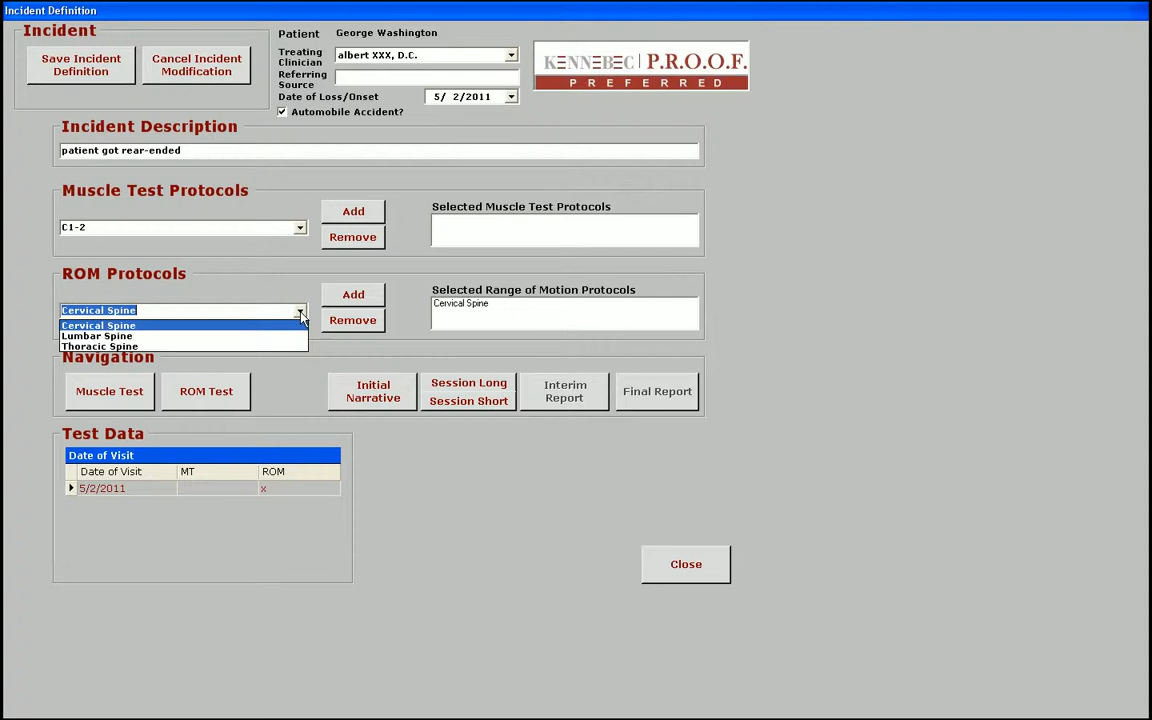 Incident Definition
Incident
Save Incident
Definition
Cancel Incident
Modification
Patient George Washington
Treating
Clinician
albert XXX, D.C.
Referring
Source
Date of Loss/Onset 5/ 2/2011
Automobile Accident?
KENNEBEC | P.R.O.O.F.
PREFERRED
Incident Description
patient got rear-ended
Muscle Test Protocols
C1-2
Add
Remove
Selected Muscle Test Protocols
ROM Protocols
Cervical Spine
Cervical Spine
Lumbar Spine
Thoracic Spine
Add
Remove
Selected Range of Motion Protocols
Cervical Spine
Navigation
Muscle Test
ROM Test
Initial
Narrative
Session Long
Session Short
Interim
Report
Final Report
Test Data
Date of Visit
Date of Visit MT ROM
5/2/2011 x
Close